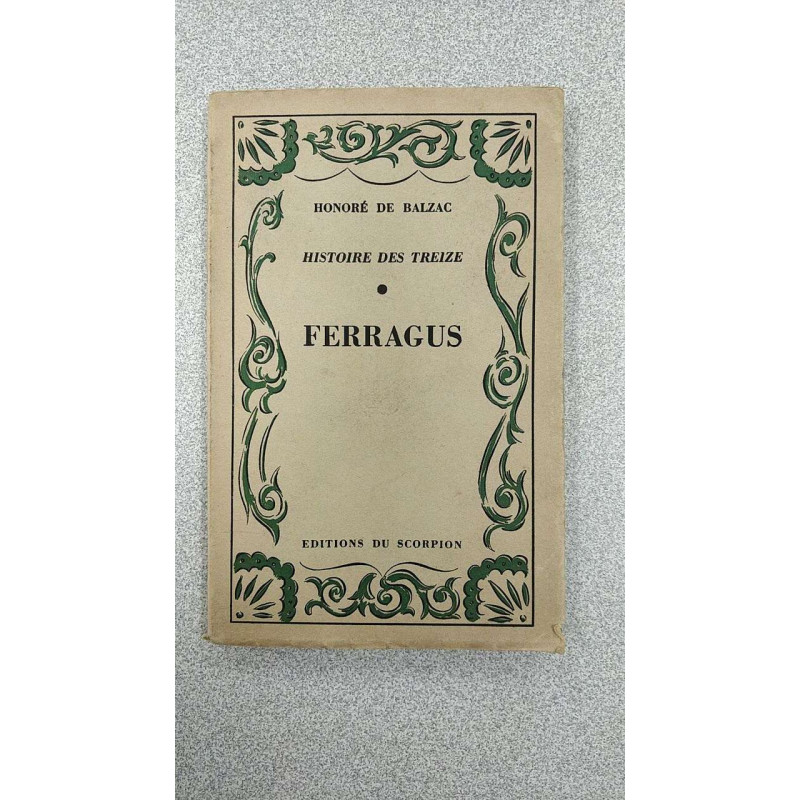 HONORÉ DE BALZAC
HISTOIRE DES TREIZE
•
FERRAGUS
EDITIONS DU SCORPION